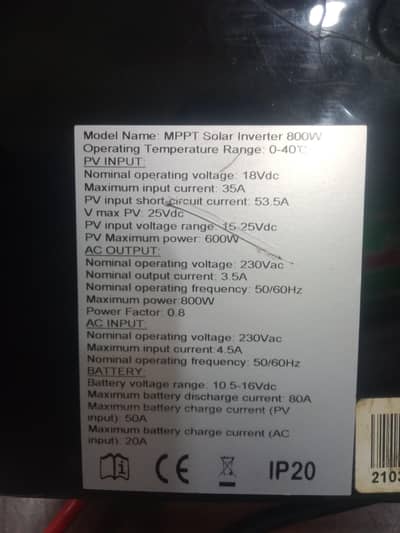 Model Name: MPPT Solar Inverter 800W
Operating Temperature Range: 0-40℃
PV INPUT:
Nominal operating voltage: 18Vdc
Maximum input current: 35A
PV input short circuit current: 53.5A
V max PV: 25Vdc
PV input voltage range: 15-25Vdc
PV Maximum power: 600W
AC OUTPUT:
Nominal operating voltage: 230Vac
Nominal output current: 3.5A
Nominal operating frequency: 50/60Hz
Maximum power:800W
Power Factor: 0.8
AC INPUT:
Nominal operating voltage: 230Vac
Maximum input current:4.5A
Nominal operating frequency: 50/60Hz
BATTERY:
Battery voltage range: 10.5-16Vdc
Maximum battery discharge current: 80A
Maximum battery charge current (PV
input): 50A
Maximum battery charge current (AC
input): 20A
CE IP20
2103